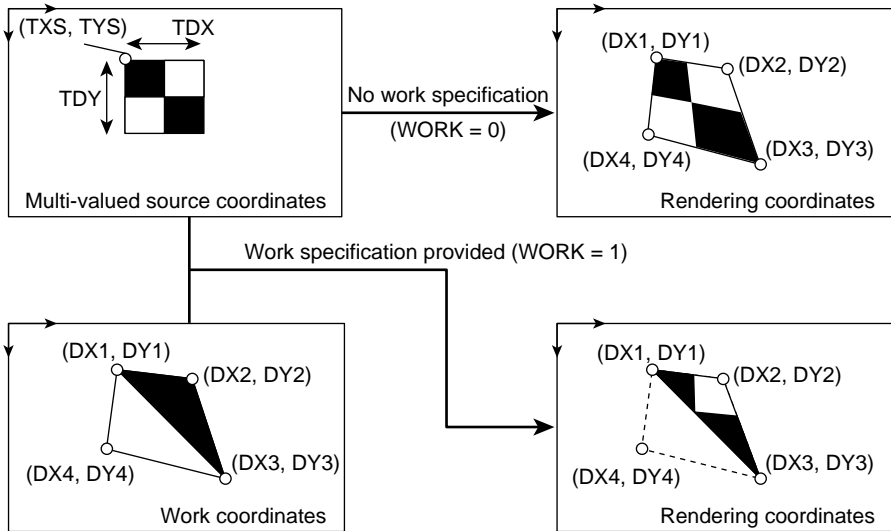 (TXS, TYS)
TDX
TDY
Multi-valued source coordinates
No work specification
(WORK = 0)
(DX1, DY1)
(DX2, DY2)
(DX4, DY4)
(DX3, DY3)
Rendering coordinates
Work specification provided (WORK = 1)
(DX1, DY1)
(DX2, DY2)
(DX4, DY4)
(DX3, DY3)
Work coordinates
(DX1, DY1)
(DX2, DY2)
(DX4, DY4)
(DX3, DY3)
Rendering coordinates